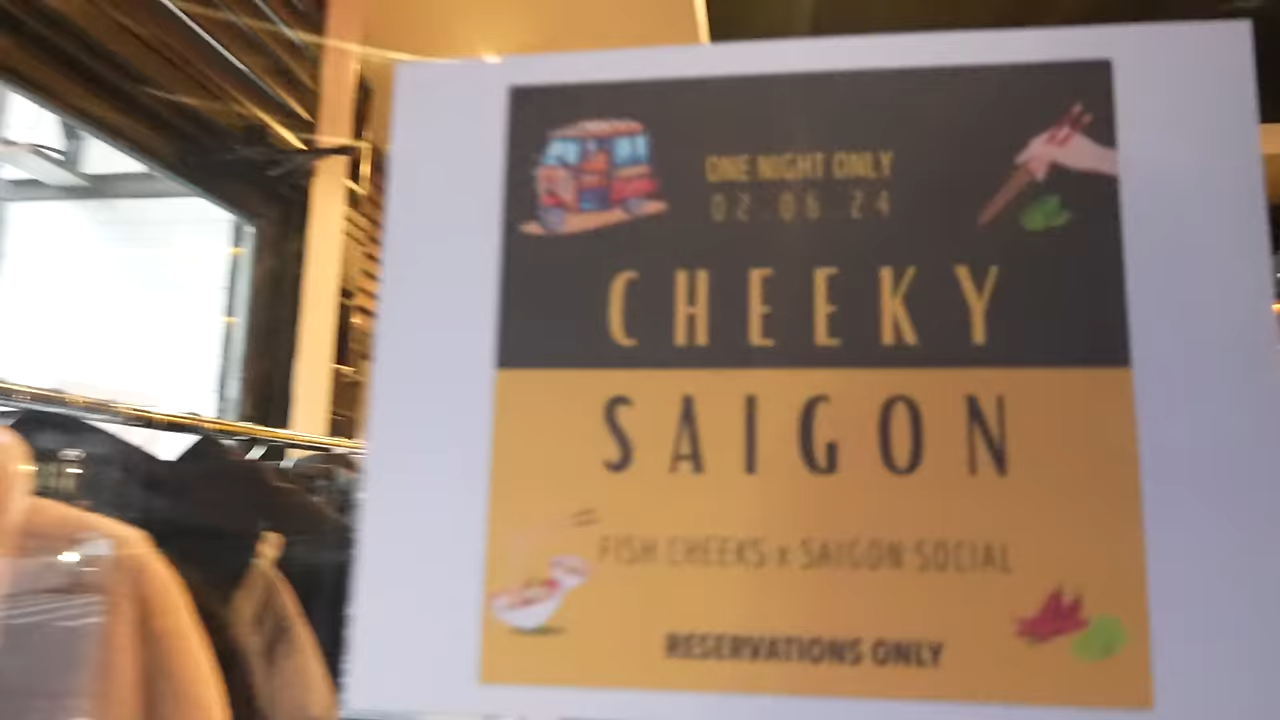 ONE NIGHT ONLY
02.06.24
CHEEKY
SAIGON
FISH CHEEKS x SAIGON SOCIAL
RESERVATIONS ONLY